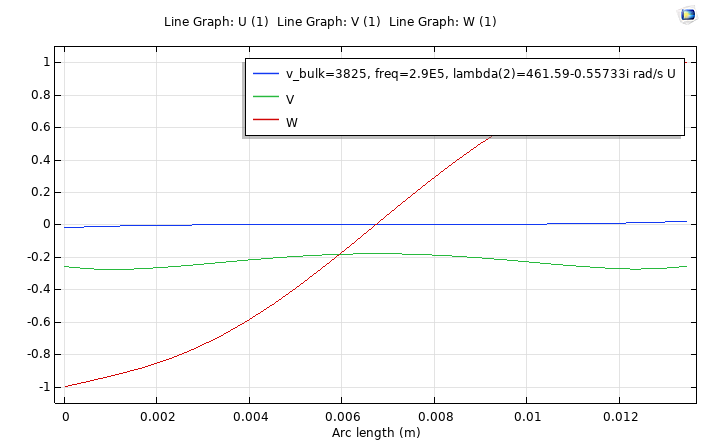 Line Graph: U (1)  Line Graph: V (1)  Line Graph: W (1)
v_bulk=3825, freq=2.9E5, lambda(2)=461.59-0.55733i rad/s U
V
W
1
0.8
0.6
0.4
0.2
0
-0.2
-0.4
-0.6
-0.8
-1
0 0.002 0.004 0.006 0.008 0.01 0.012
Arc length (m)